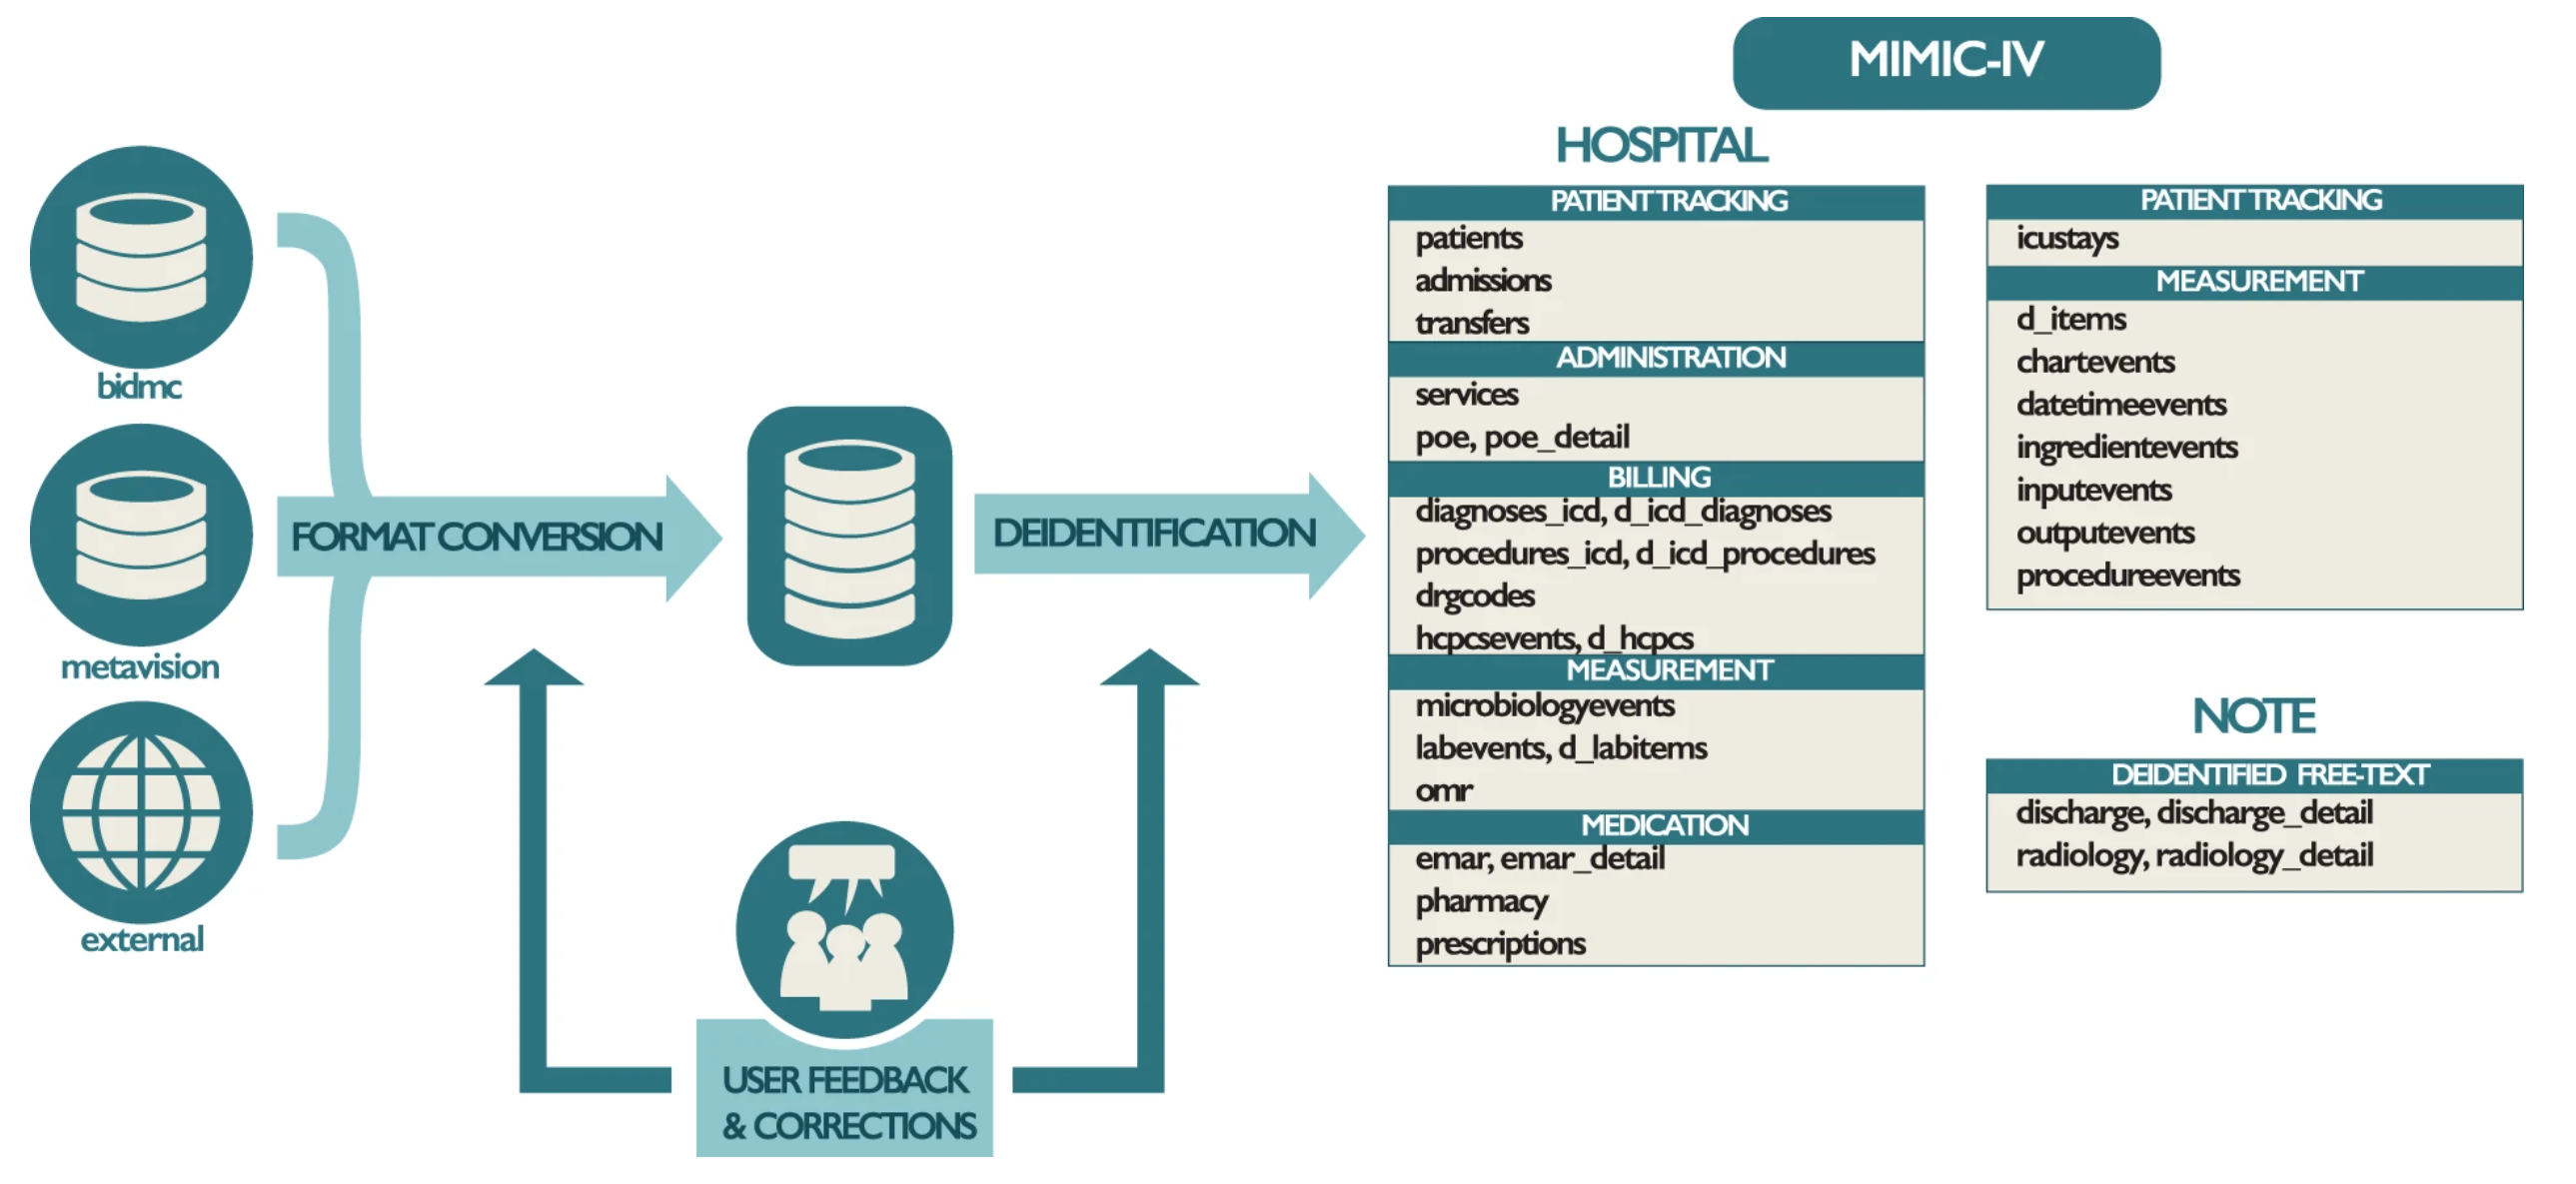 MIMIC-IV
bidmc
metavision
external
FORMAT CONVERSION
DEIDENTIFICATION
USER FEEDBACK
& CORRECTIONS
HOSPITAL
PATIENT TRACKING
patients
admissions
transfers
ADMINISTRATION
services
poe, poe_detail
BILLING
diagnoses_icd, d_icd_diagnoses
procedures_icd, d_icd_procedures
drgcodes
hcpcsevents, d_hcpcs
MEASUREMENT
microbiologyevents
labevents, d_labitems
omr
MEDICATION
emar, emar_detail
pharmacy
prescriptions
PATIENT TRACKING
icustays
MEASUREMENT
d_items
chartevents
datetimeevents
ingredientevents
inputevents
outputevents
procedureevents
NOTE
DEIDENTIFIED FREE-TEXT
discharge, discharge_detail
radiology, radiology_detail